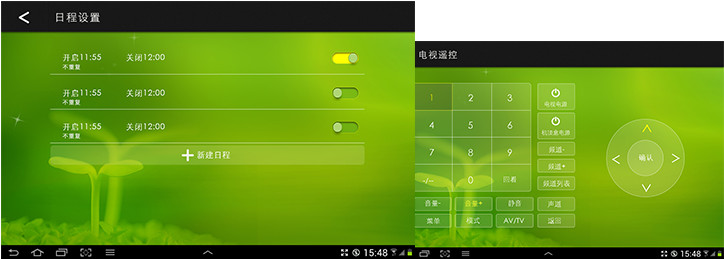 日程设置
开启11:55 关闭12:00
不重复
开启11:55 关闭12:00
不重复
开启11:55 关闭12:00
不重复
新建日程
15:48
电视遥控
1 2 3 电视电源
4 5 6 机顶盒电源
7 8 9 频道-
频道+ 确认
-/-- 0 回看 频道列表
音量- 音量+ 静音 声道
菜单 模式 AV/TV 返回
15:48